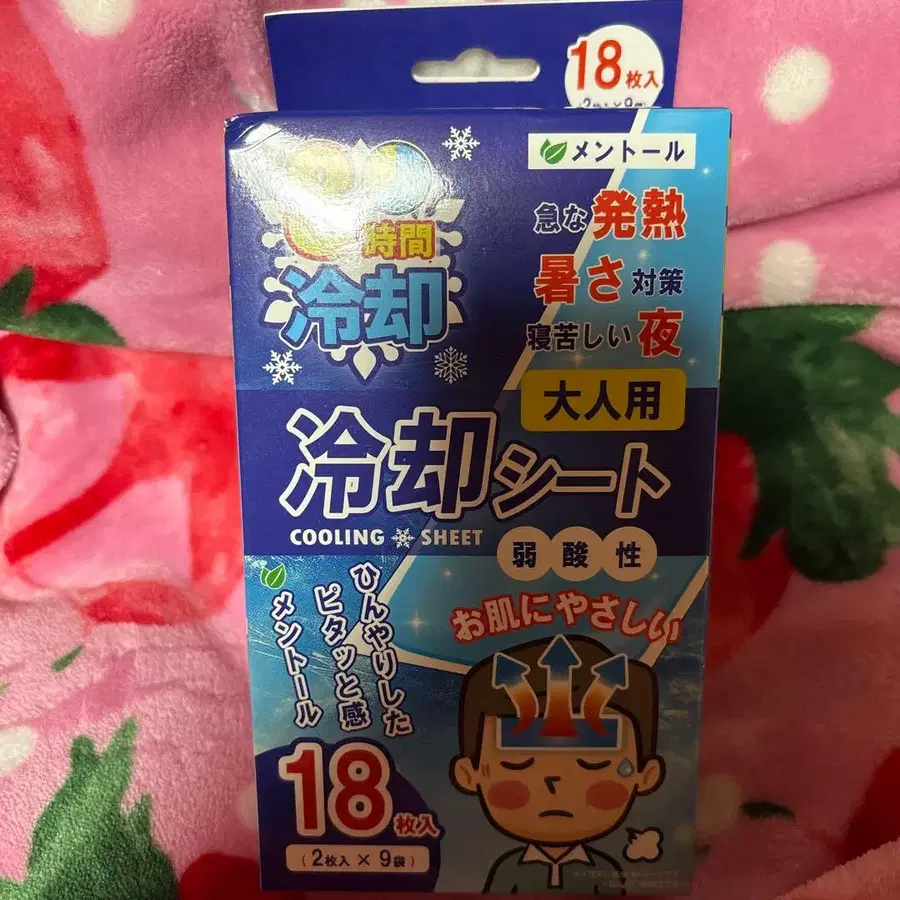 18枚入
メントール
急な発熱
暑さ対策
寝苦しい夜
時間
冷却
大人用
冷却シート
COOLING SHEET
弱酸性
お肌にやさしい
ひんやりした
ピタッと感
メントール
18枚入
(2枚入×9袋)